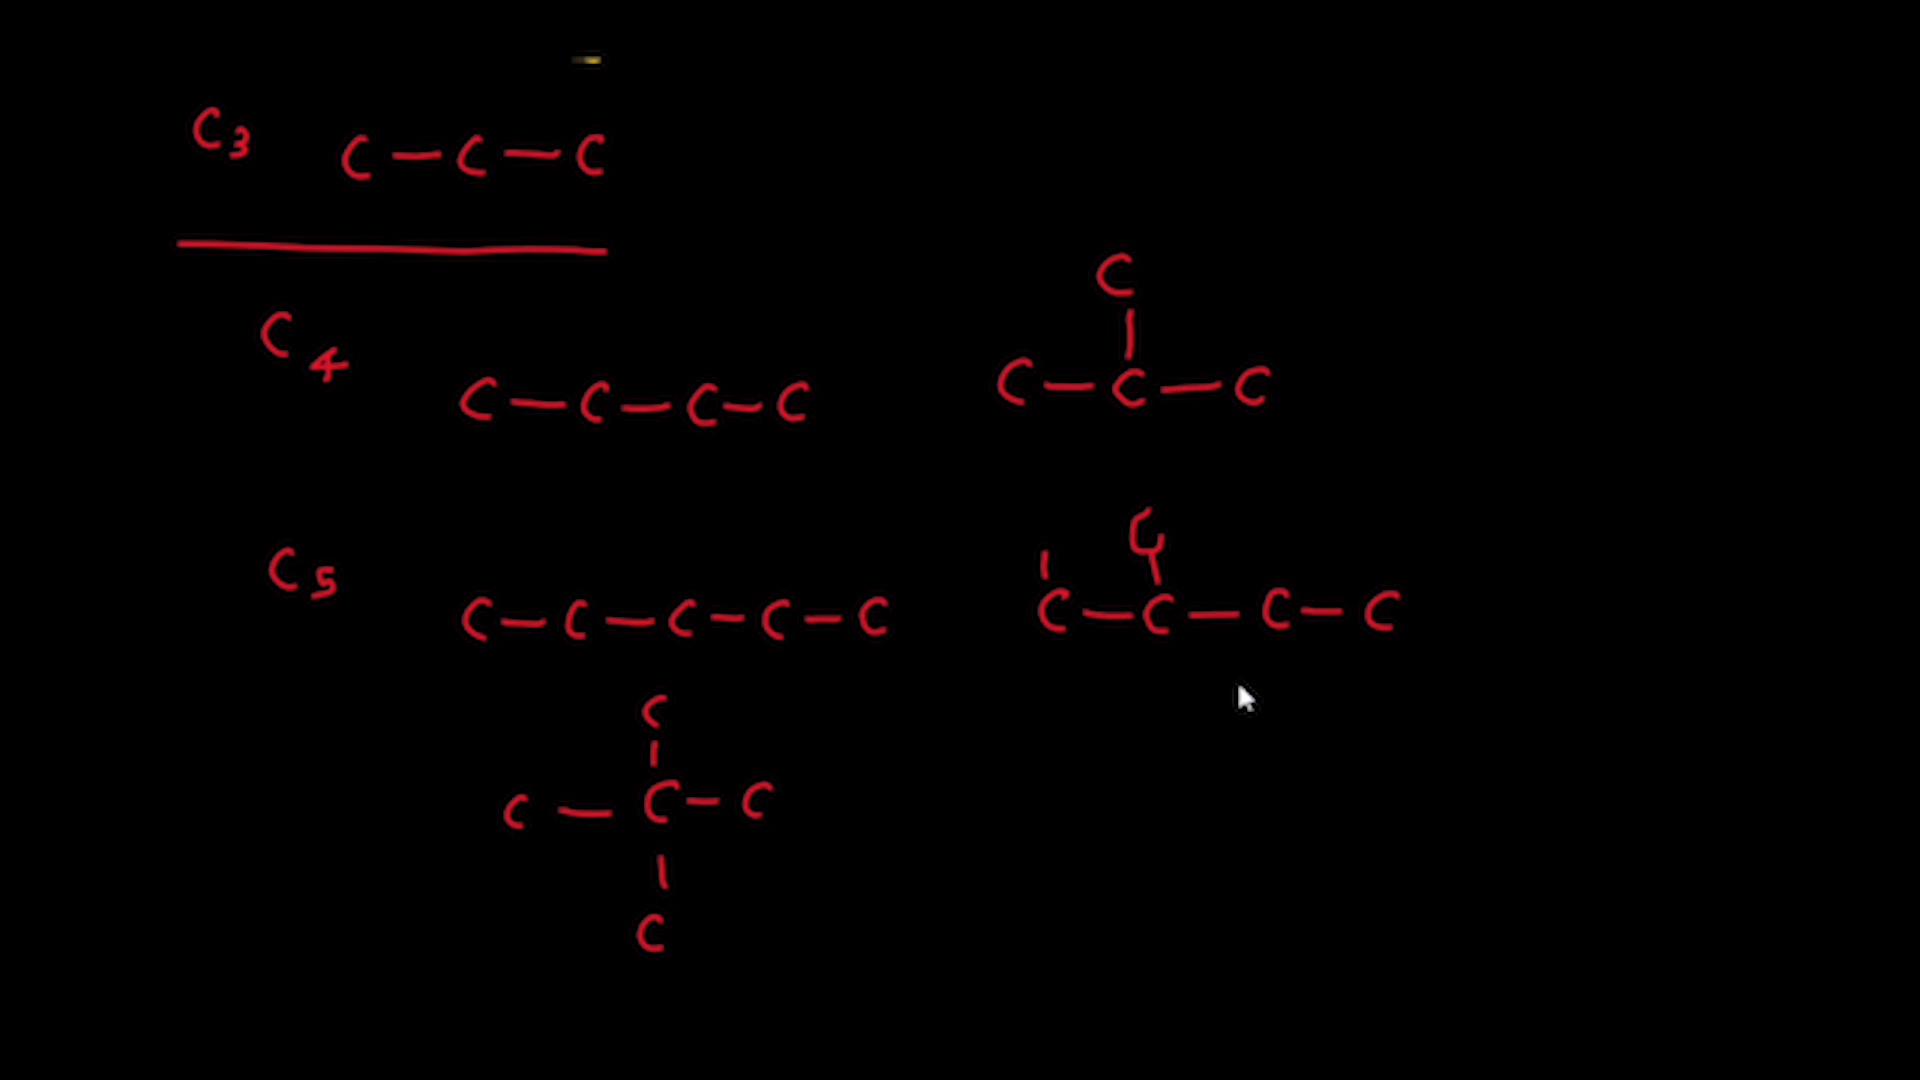 C3 C — C — C
C
C4 C — C — C — C C — C — C
C
C5 C — C — C — C — C C — C — C — C
C
C — C — C
C